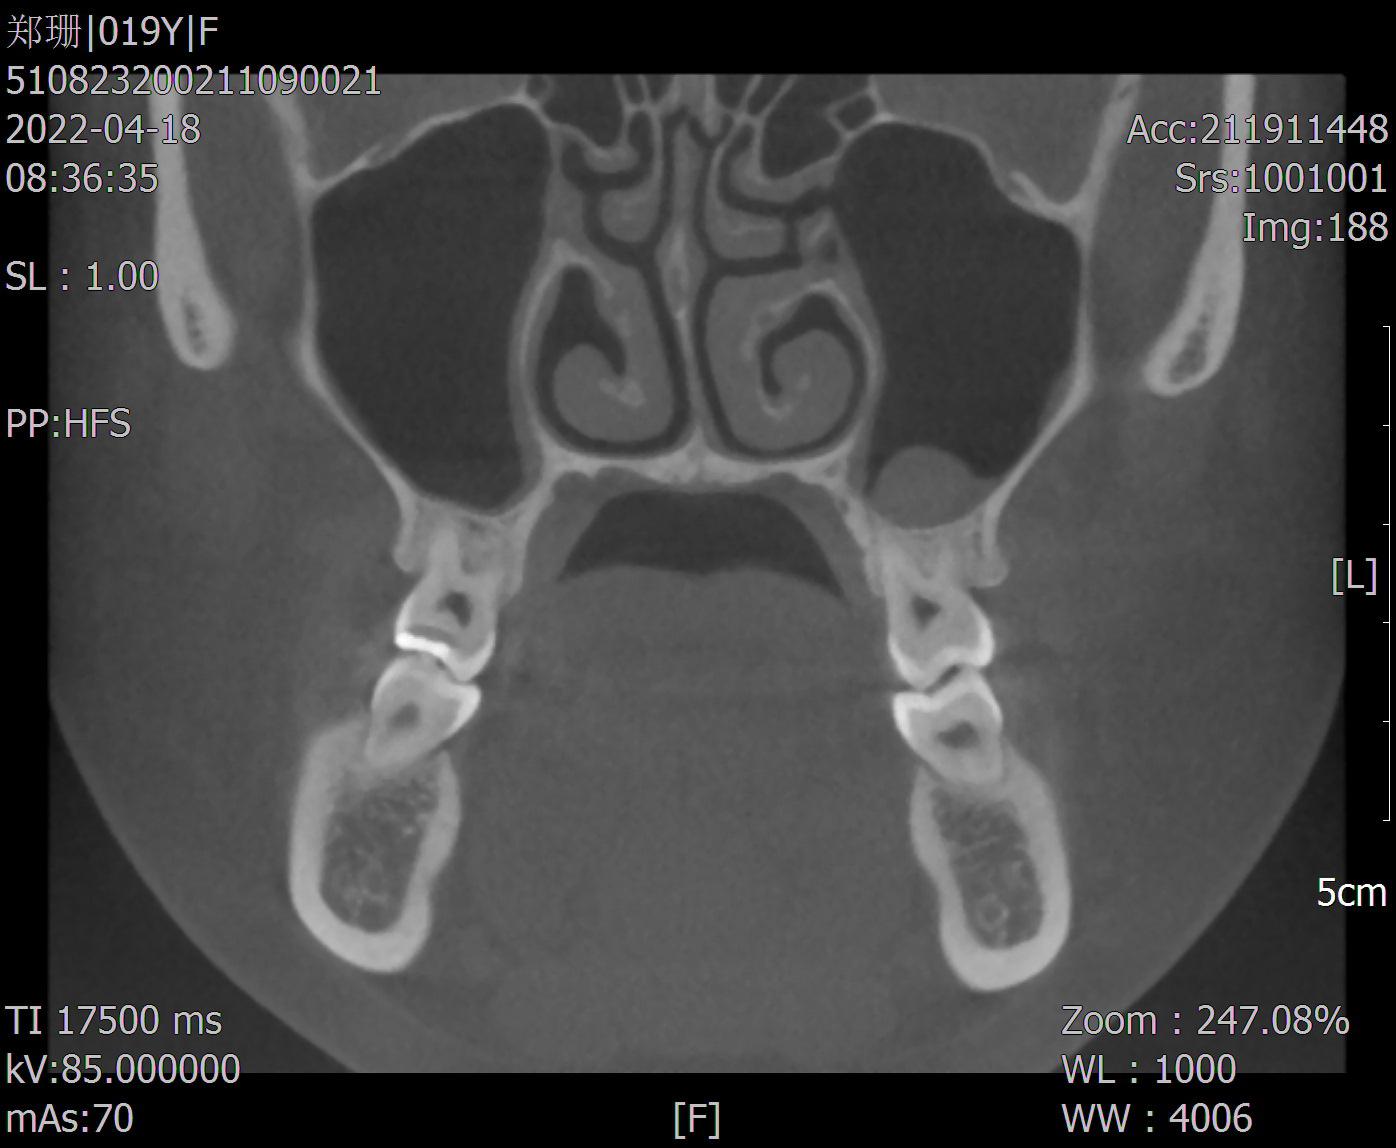 郑珊|019Y|F
510823200211090021
2022-04-18
08:36:35
Acc:211911448
Srs:1001001
Img:188
SL : 1.00
PP:HFS
[L]
5cm
TI 17500 ms
kV:85.000000
mAs:70
[F]
Zoom : 247.08%
WL : 1000
WW : 4006